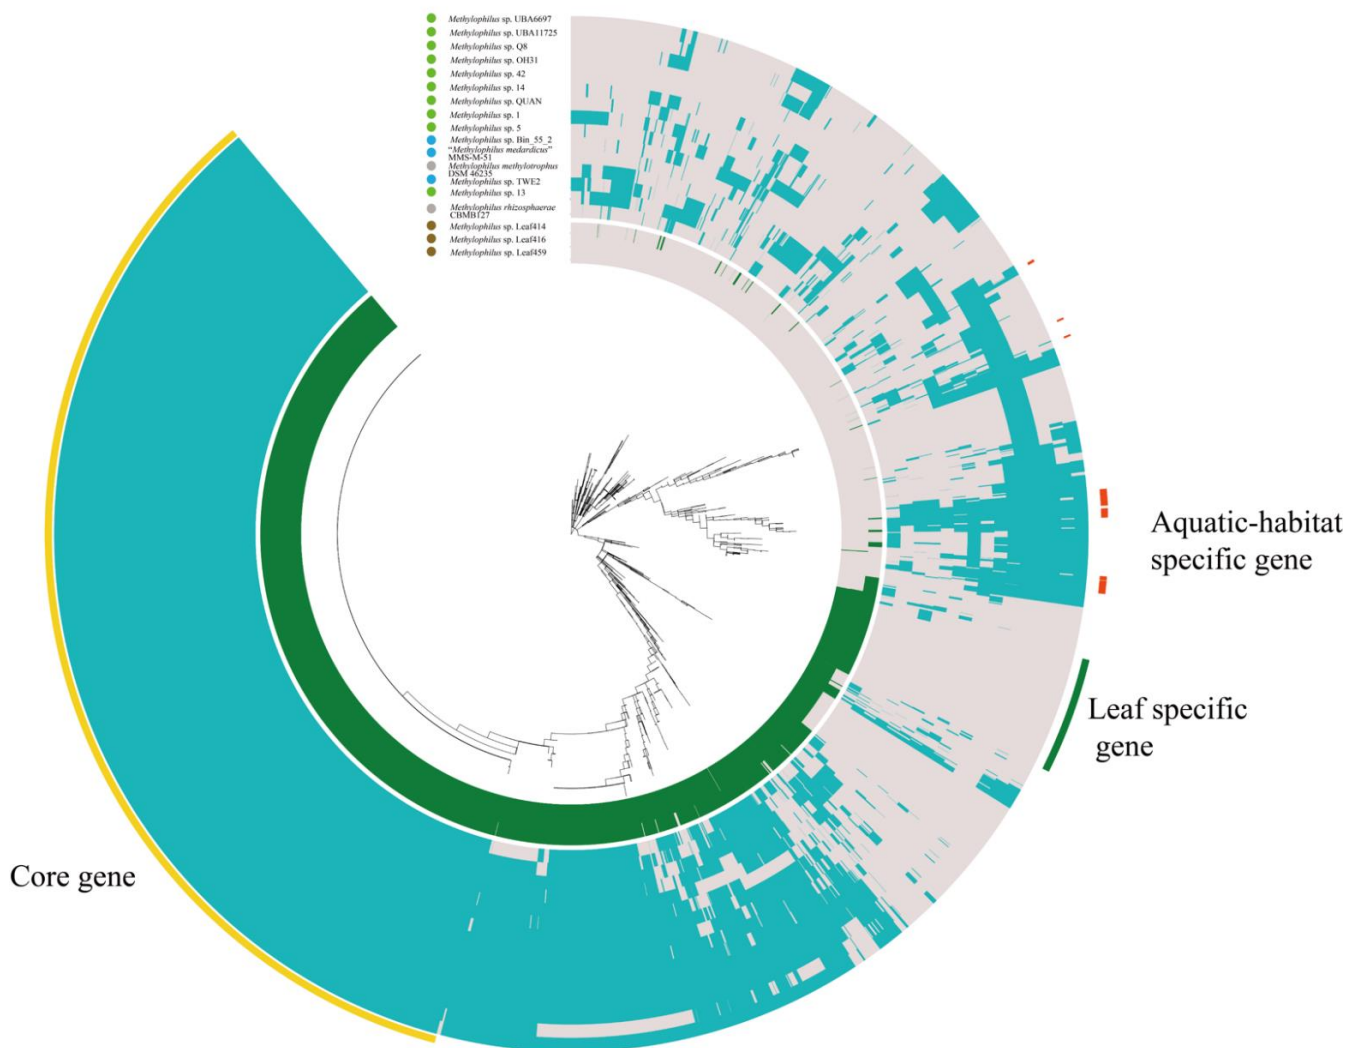 Methylophilus sp. UBA6697
Methylophilus sp. UBA11725
Methylophilus sp. Q8
Methylophilus sp. OH31
Methylophilus sp. 42
Methylophilus sp. 14
Methylophilus sp. QUAN
Methylophilus sp. 1
Methylophilus sp. 5
Methylophilus sp. Bin_55_2
"Methylophilus medardicus"
MMS-M-51
Methylophilus methylotrophus
DSM 46235
Methylophilus sp. TWE2
Methylophilus sp. 13
Methylophilus rhizosphaerae
CBMB127
Methylophilus sp. Leaf414
Methylophilus sp. Leaf416
Methylophilus sp. Leaf459
Aquatic-habitat
specific gene
Leaf specific
gene
Core gene